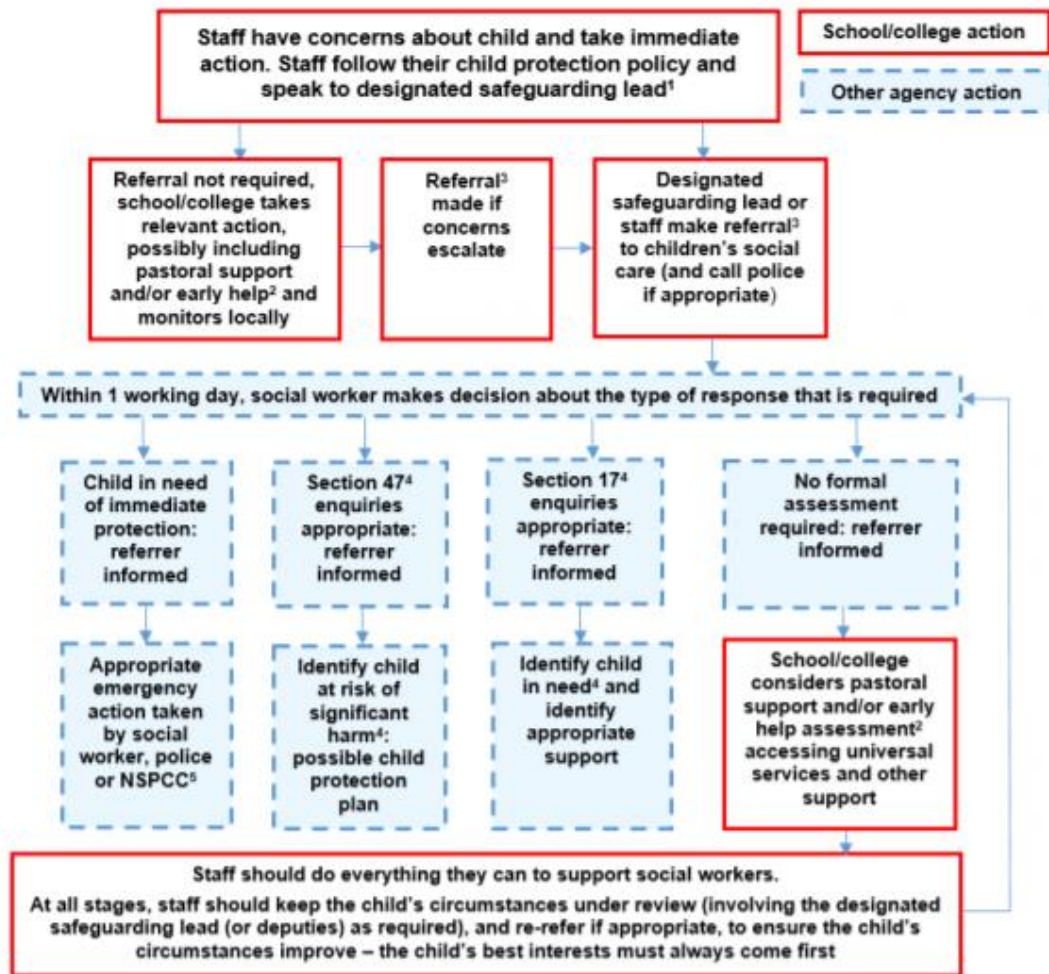 Staff have concerns about child and take immediate
action. Staff follow their child protection policy and
speak to designated safeguarding lead¹
School/college action
Other agency action
Referral not required,
school/college takes
relevant action,
possibly including
pastoral support
and/or early help² and
monitors locally
Referral³
made if
concerns
escalate
Designated
safeguarding lead or
staff make referral³
to children's social
care (and call police
if appropriate)
Within 1 working day, social worker makes decision about the type of response that is required
Child in need
of immediate
protection:
referrer
informed
Section 47⁴
enquiries
appropriate:
referrer
informed
Section 17⁴
enquiries
appropriate:
referrer
informed
No formal
assessment
required: referrer
informed
Appropriate
emergency
action taken
by social
worker, police
or NSPCC⁵
Identify child
at risk of
significant
harm⁴:
possible child
protection
plan
Identify child
in need⁴ and
identify
appropriate
support
School/college
considers pastoral
support and/or early
help assessment²
accessing universal
services and other
support
Staff should do everything they can to support social workers.
At all stages, staff should keep the child's circumstances under review (involving the designated
safeguarding lead (or deputies) as required), and re-refer if appropriate, to ensure the child's
circumstances improve – the child's best interests must always come first